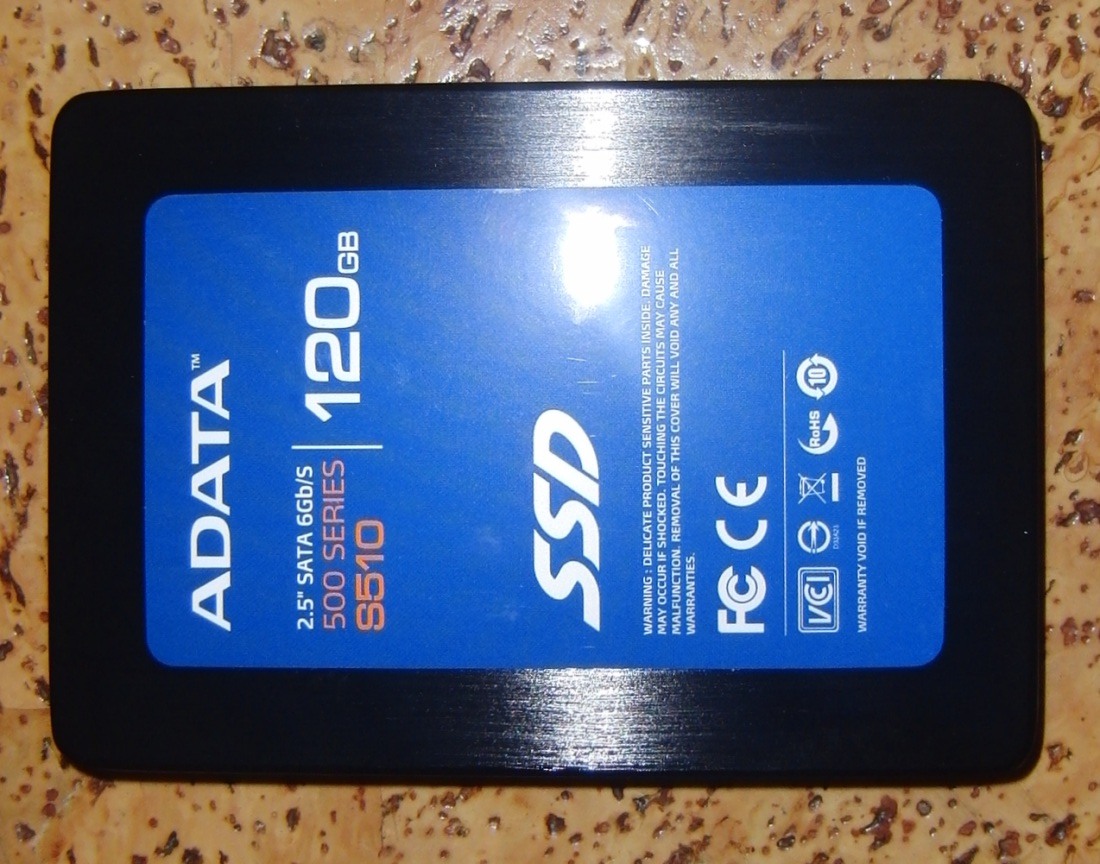 ADATA™
2.5" SATA 6Gb/s
500 SERIES
S510
120GB
SSD
WARNING : DELICATE PRODUCT SENSITIVE PARTS INSIDE. DAMAGE
MAY OCCUR IF SHOCKED. TOUCHING THE CIRCUITS MAY CAUSE
MALFUNCTION. REMOVAL OF THIS COVER WILL VOID ANY AND ALL
WARRANTIES.
FC CE
VCI D33A21 RoHS 10
WARRANTY VOID IF REMOVED